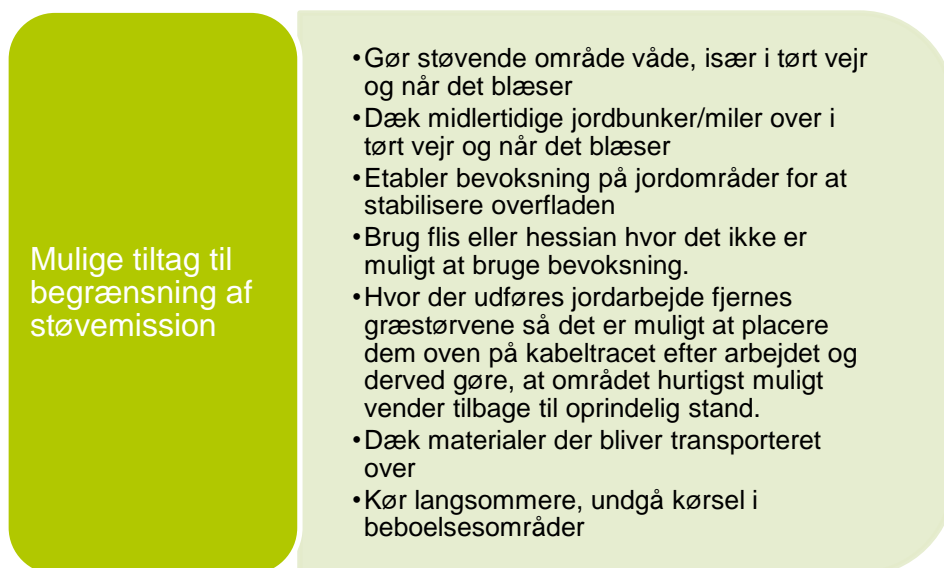 Mulige tiltag til
begrænsning af
støvemission
•Gør støvende område våde, især i tørt vejr
og når det blæser
•Dæk midlertidige jordbunker/miler over i
tørt vejr og når det blæser
•Etabler bevoksning på jordområder for at
stabilisere overfladen
•Brug flis eller hessian hvor det ikke er
muligt at bruge bevoksning.
•Hvor der udføres jordarbejde fjernes
græstørvene så det er muligt at placere
dem oven på kabeltracet efter arbejdet og
derved gøre, at området hurtigst muligt
vender tilbage til oprindelig stand.
•Dæk materialer der bliver transporteret
over
•Kør langsommere, undgå kørsel i
beboelsesområder